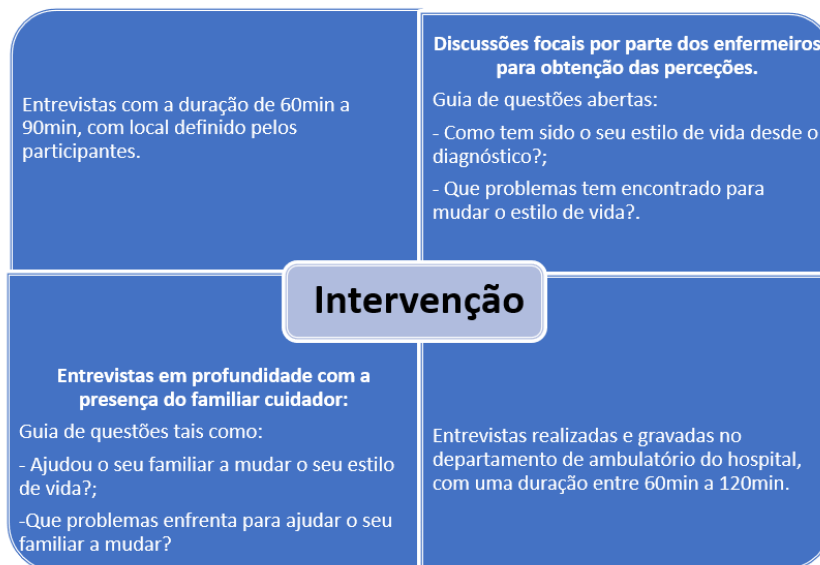 Entrevistas com a duração de 60min a
90min, com local definido pelos
participantes.
Discussões focais por parte dos enfermeiros
para obtenção das perceções.
Guia de questões abertas:
- Como tem sido o seu estilo de vida desde o
diagnóstico?;
- Que problemas tem encontrado para
mudar o estilo de vida?.
Intervenção
Entrevistas em profundidade com a
presença do familiar cuidador:
Guia de questões tais como:
- Ajudou o seu familiar a mudar o seu estilo
de vida?;
-Que problemas enfrenta para ajudar o seu
familiar a mudar?
Entrevistas realizadas e gravadas no
departamento de ambulatório do hospital,
com uma duração entre 60min a 120min.